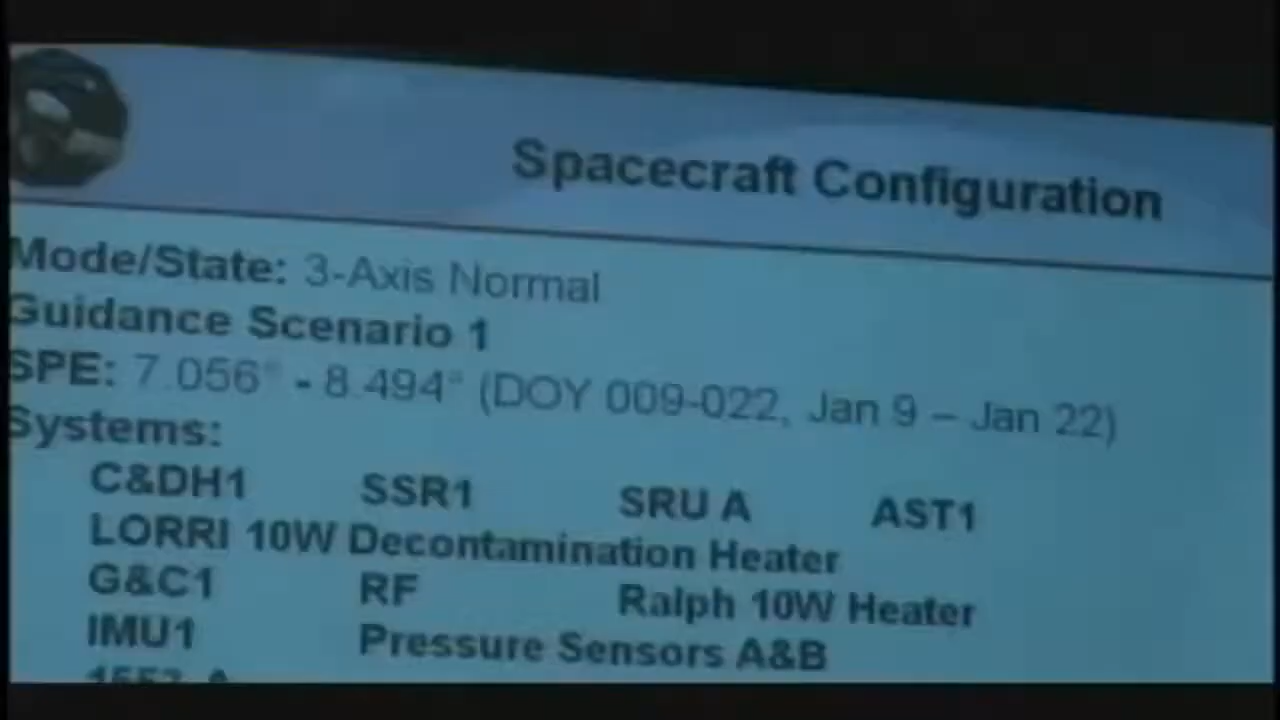 Spacecraft Configuration
Mode/State: 3-Axis Normal
Guidance Scenario 1
SPE: 7.056° - 8.494° (DOY 009-022, Jan 9 – Jan 22)
Systems:
C&DH1 SSR1 SRU A AST1
LORRI 10W Decontamination Heater
G&C1 RF Ralph 10W Heater
IMU1 Pressure Sensors A&B